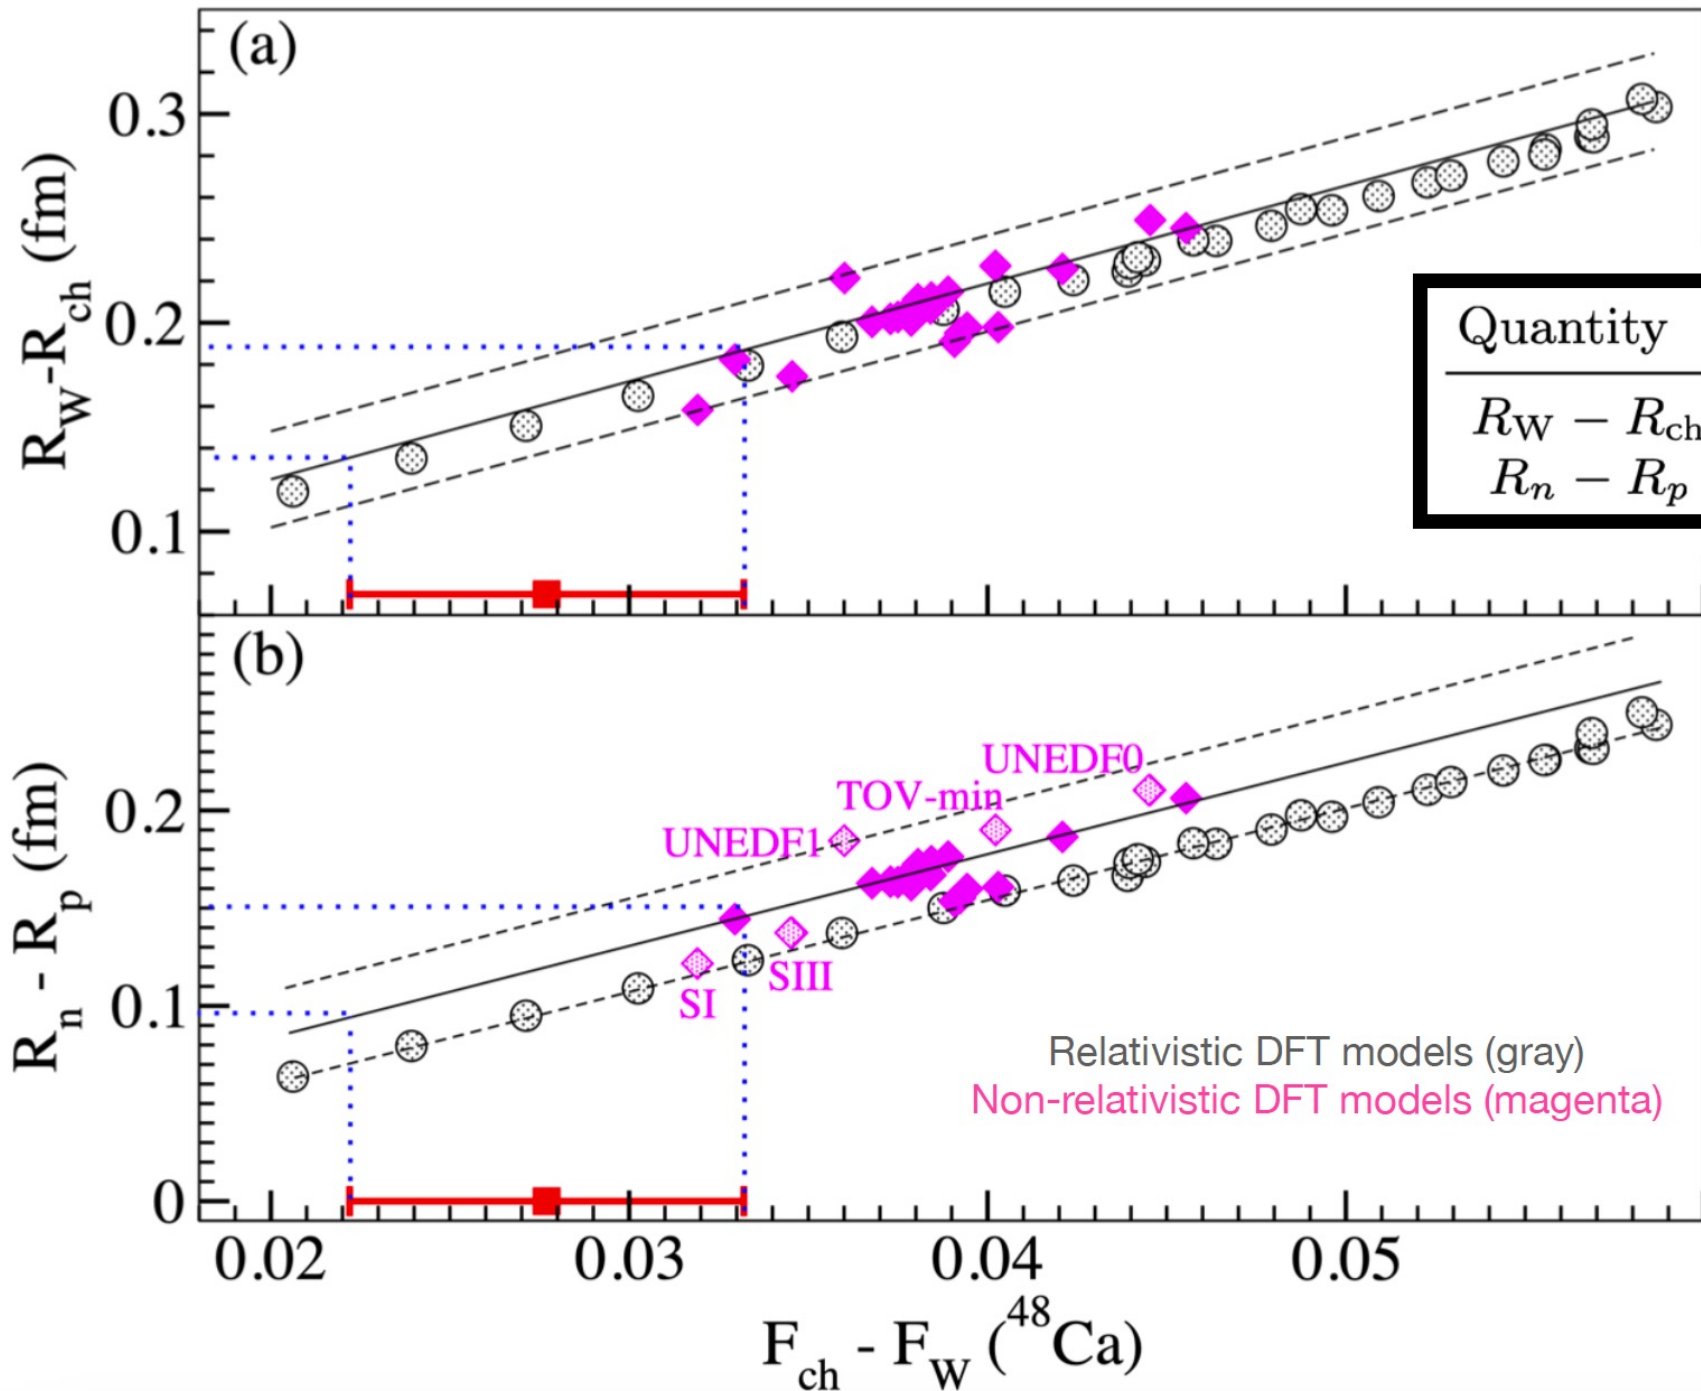 (a)
0.3
0.2
0.1
R_W-R_ch (fm)
Quantity
R_W − R_ch
R_n − R_p
(b)
UNEDF0
TOV-min
UNEDF1
SI
SIII
0.2
0.1
0
R_n - R_p (fm)
Relativistic DFT models (gray)
Non-relativistic DFT models (magenta)
0.02 0.03 0.04 0.05
F_ch - F_W (^48Ca)